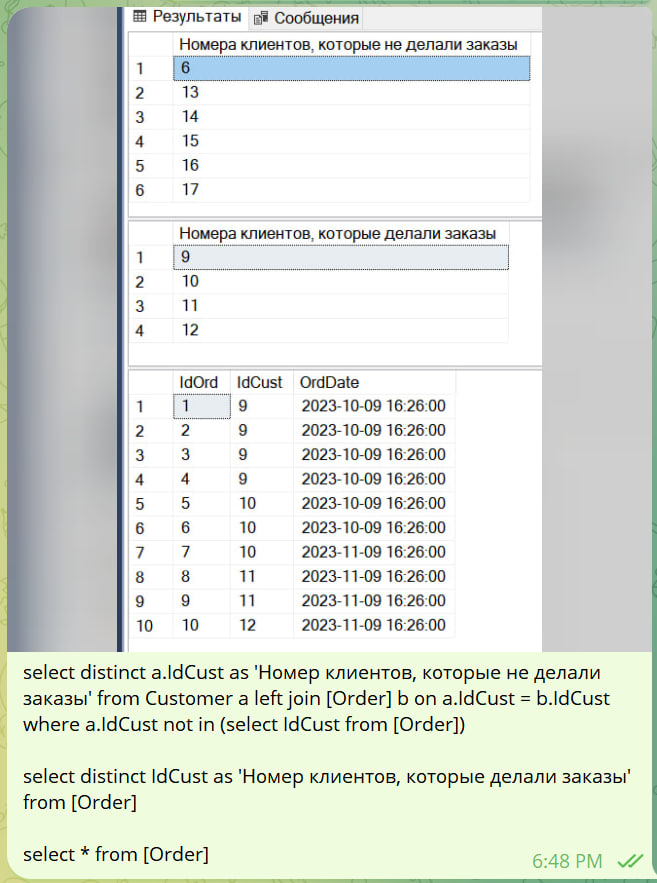 Результаты Сообщения
Номера клиентов, которые не делали заказы
1 6
2 13
3 14
4 15
5 16
6 17
Номера клиентов, которые делали заказы
1 9
2 10
3 11
4 12
IdOrd IdCust OrdDate
1 1 9 2023-10-09 16:26:00
2 2 9 2023-10-09 16:26:00
3 3 9 2023-10-09 16:26:00
4 4 9 2023-10-09 16:26:00
5 5 10 2023-10-09 16:26:00
6 6 10 2023-10-09 16:26:00
7 7 10 2023-11-09 16:26:00
8 8 11 2023-11-09 16:26:00
9 9 11 2023-11-09 16:26:00
10 10 12 2023-11-09 16:26:00
select distinct a.IdCust as 'Номер клиентов, которые не делали
заказы' from Customer a left join [Order] b on a.IdCust = b.IdCust
where a.IdCust not in (select IdCust from [Order])
select distinct IdCust as 'Номер клиентов, которые делали заказы'
from [Order]
select * from [Order]
6:48 PM